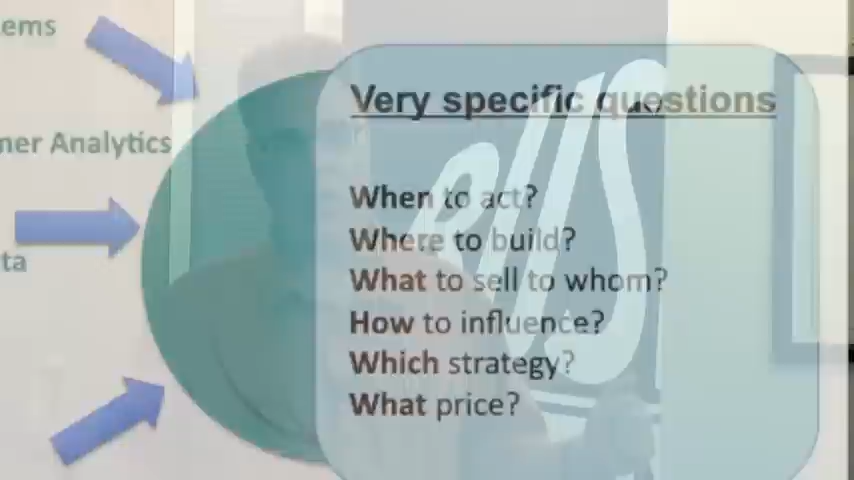 ems
ner Analytics
ta
Very specific questions
When to act?
Where to build?
What to sell to whom?
How to influence?
Which strategy?
What price?
RIIS